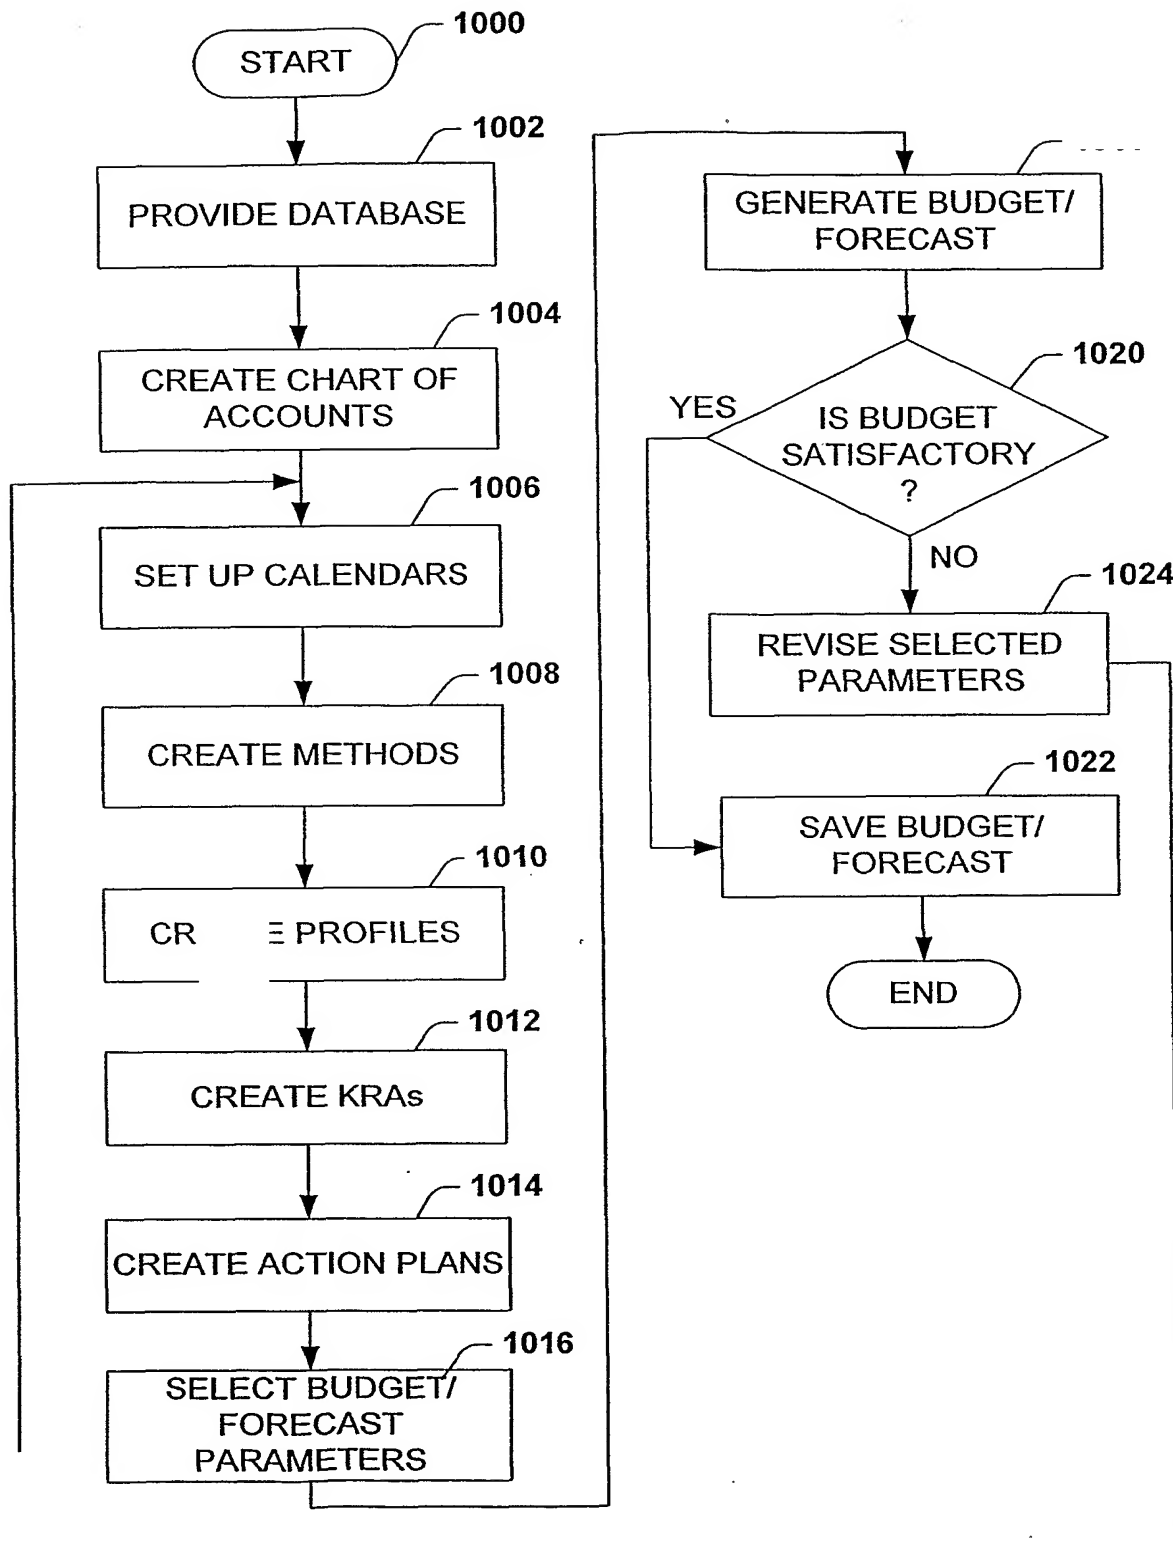 1000
START
1002
PROVIDE DATABASE
1004
CREATE CHART OF
ACCOUNTS
1006
SET UP CALENDARS
1008
CREATE METHODS
1010
PROFILES
1012
CREATE KRAs
1014
CREATE ACTION PLANS
1016
SELECT BUDGET/
FORECAST
PARAMETERS
GENERATE BUDGET/
FORECAST
1020
YES
IS BUDGET
SATISFACTORY
?
NO
1024
REVISE SELECTED
PARAMETERS
1022
SAVE BUDGET/
FORECAST
END